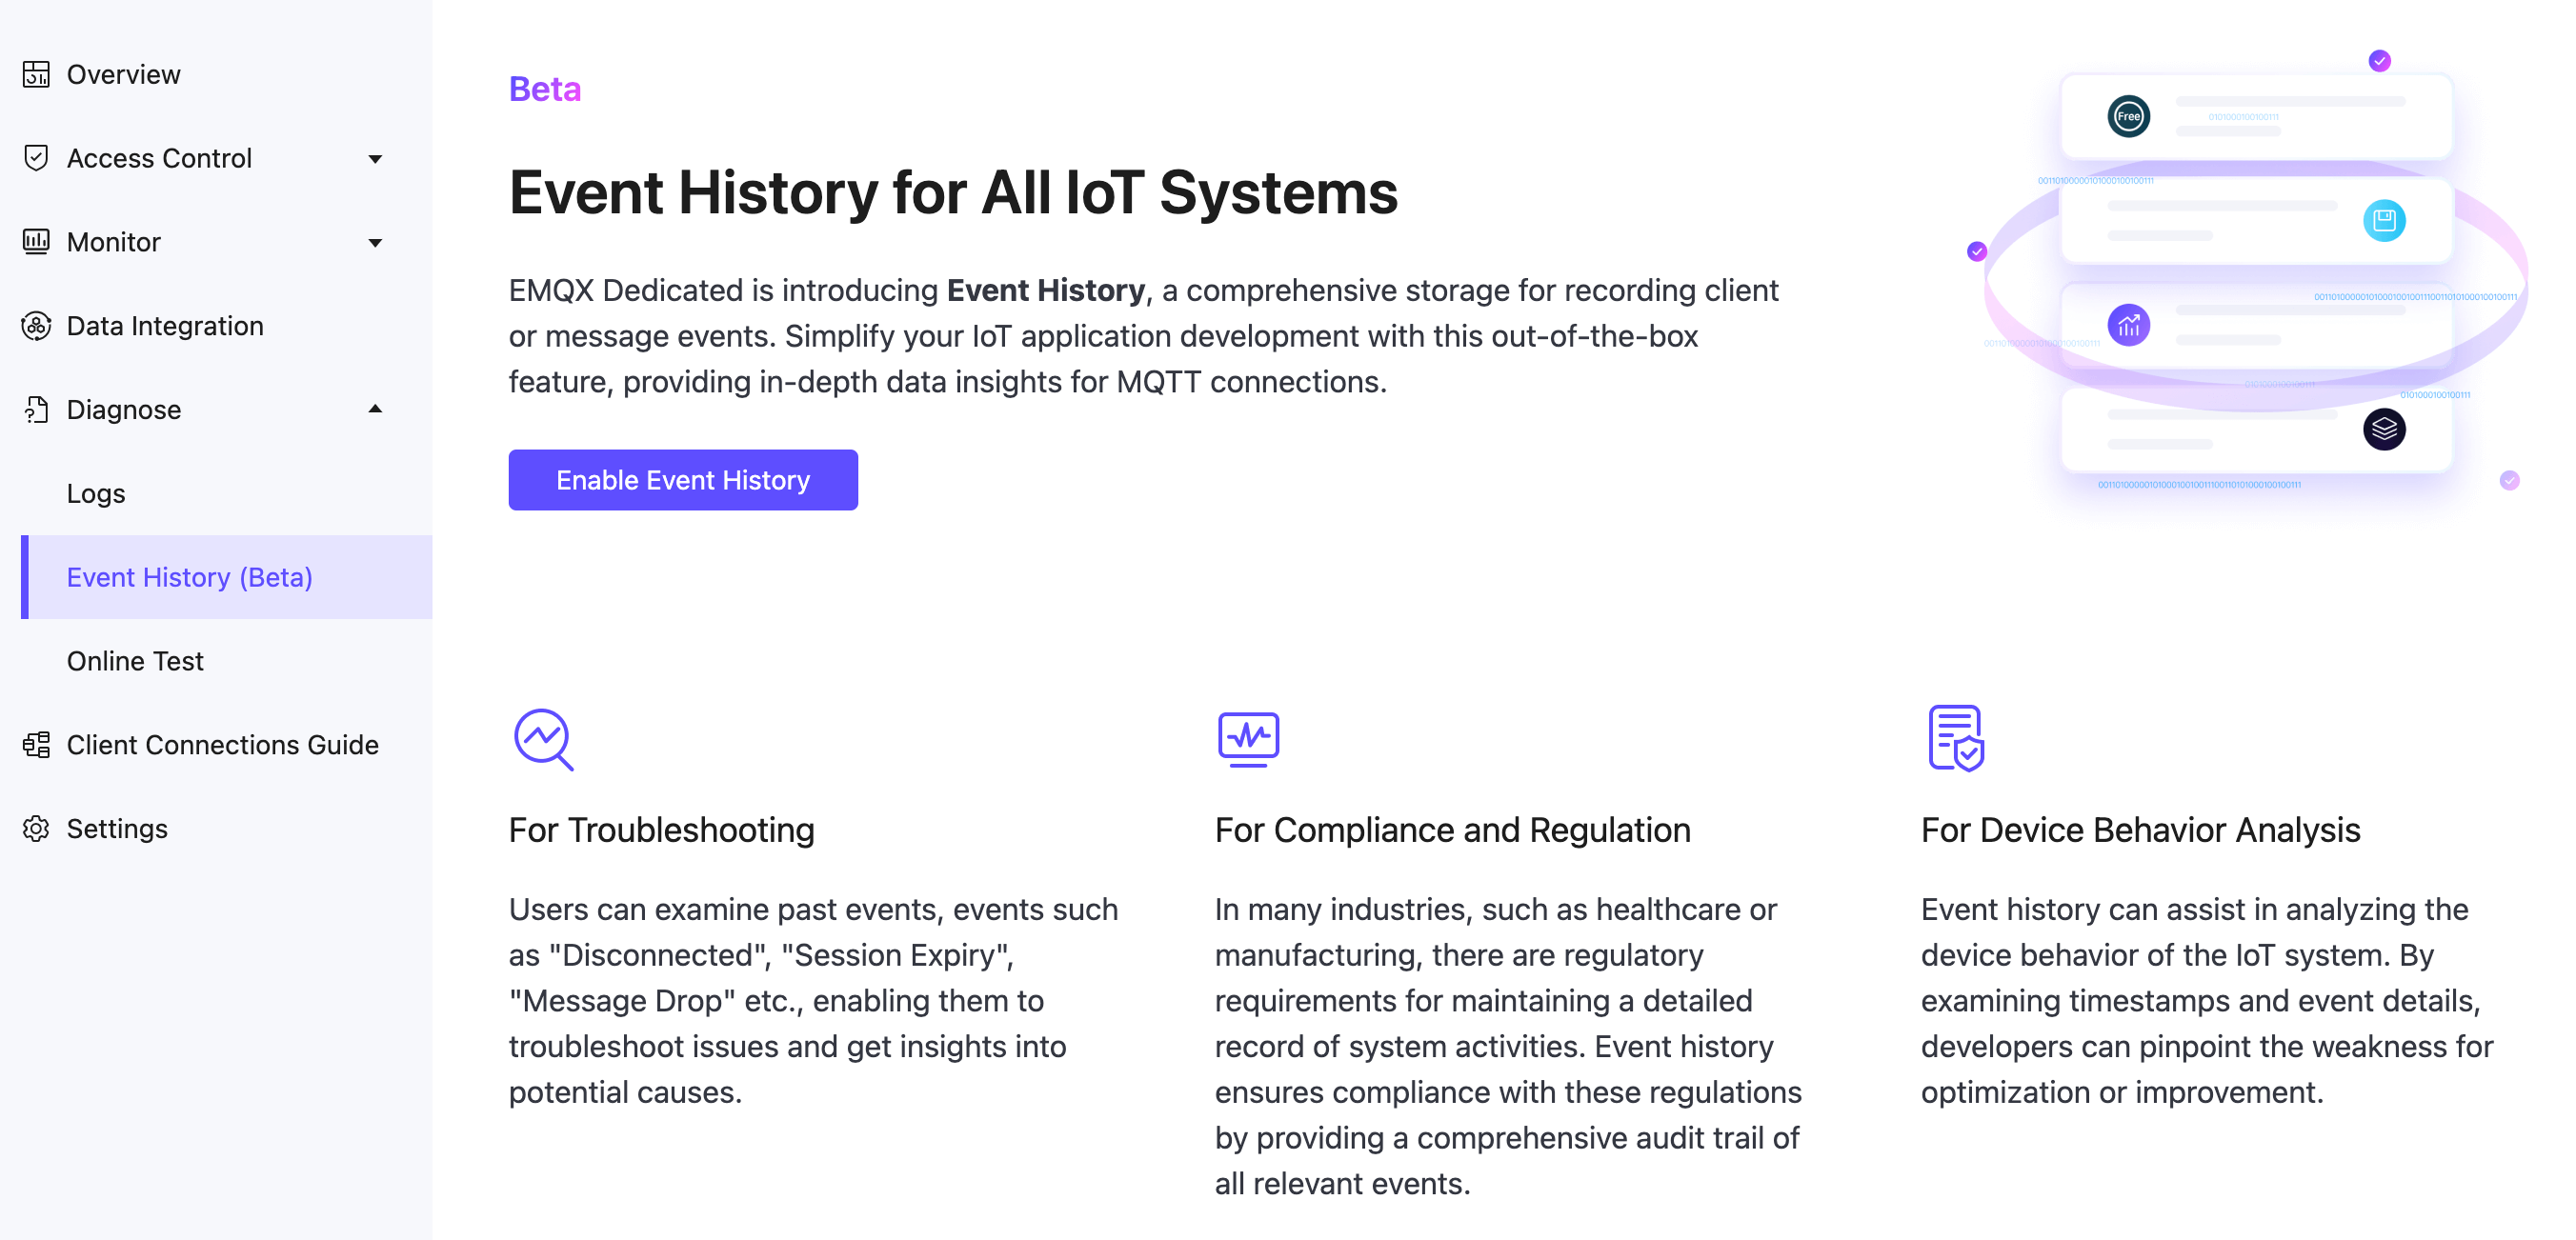 Overview
Access Control
Monitor
Data Integration
Diagnose
Logs
Event History (Beta)
Online Test
Client Connections Guide
Settings
Beta
Event History for All IoT Systems
EMQX Dedicated is introducing Event History, a comprehensive storage for recording client
or message events. Simplify your IoT application development with this out-of-the-box
feature, providing in-depth data insights for MQTT connections.
Enable Event History
Free
0101000100100111
For Troubleshooting
Users can examine past events, events such
as "Disconnected", "Session Expiry",
"Message Drop" etc., enabling them to
troubleshoot issues and get insights into
potential causes.
For Compliance and Regulation
In many industries, such as healthcare or
manufacturing, there are regulatory
requirements for maintaining a detailed
record of system activities. Event history
ensures compliance with these regulations
by providing a comprehensive audit trail of
all relevant events.
For Device Behavior Analysis
Event history can assist in analyzing the
device behavior of the IoT system. By
examining timestamps and event details,
developers can pinpoint the weakness for
optimization or improvement.